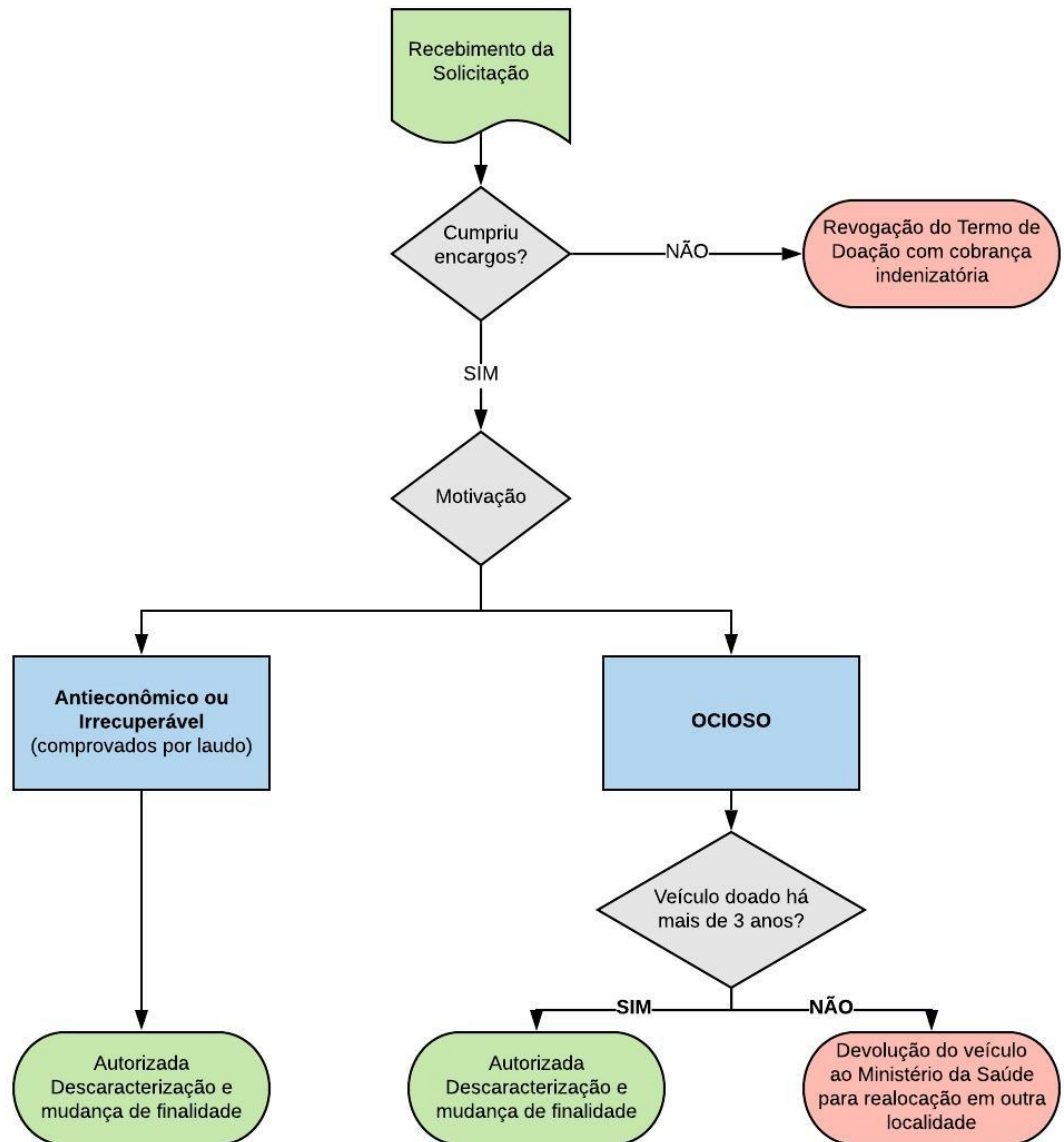 Recebimento da
Solicitação
Cumpriu
encargos?
NÃO
Revogação do Termo de
Doação com cobrança
indenizatória
SIM
Motivação
Antieconômico ou
Irrecuperável
(comprovados por laudo)
OCIOSO
Veículo doado há
mais de 3 anos?
SIM
NÃO
Autorizada
Descaracterização e
mudança de finalidade
Autorizada
Descaracterização e
mudança de finalidade
Devolução do veículo
ao Ministério da Saúde
para realocação em outra
localidade